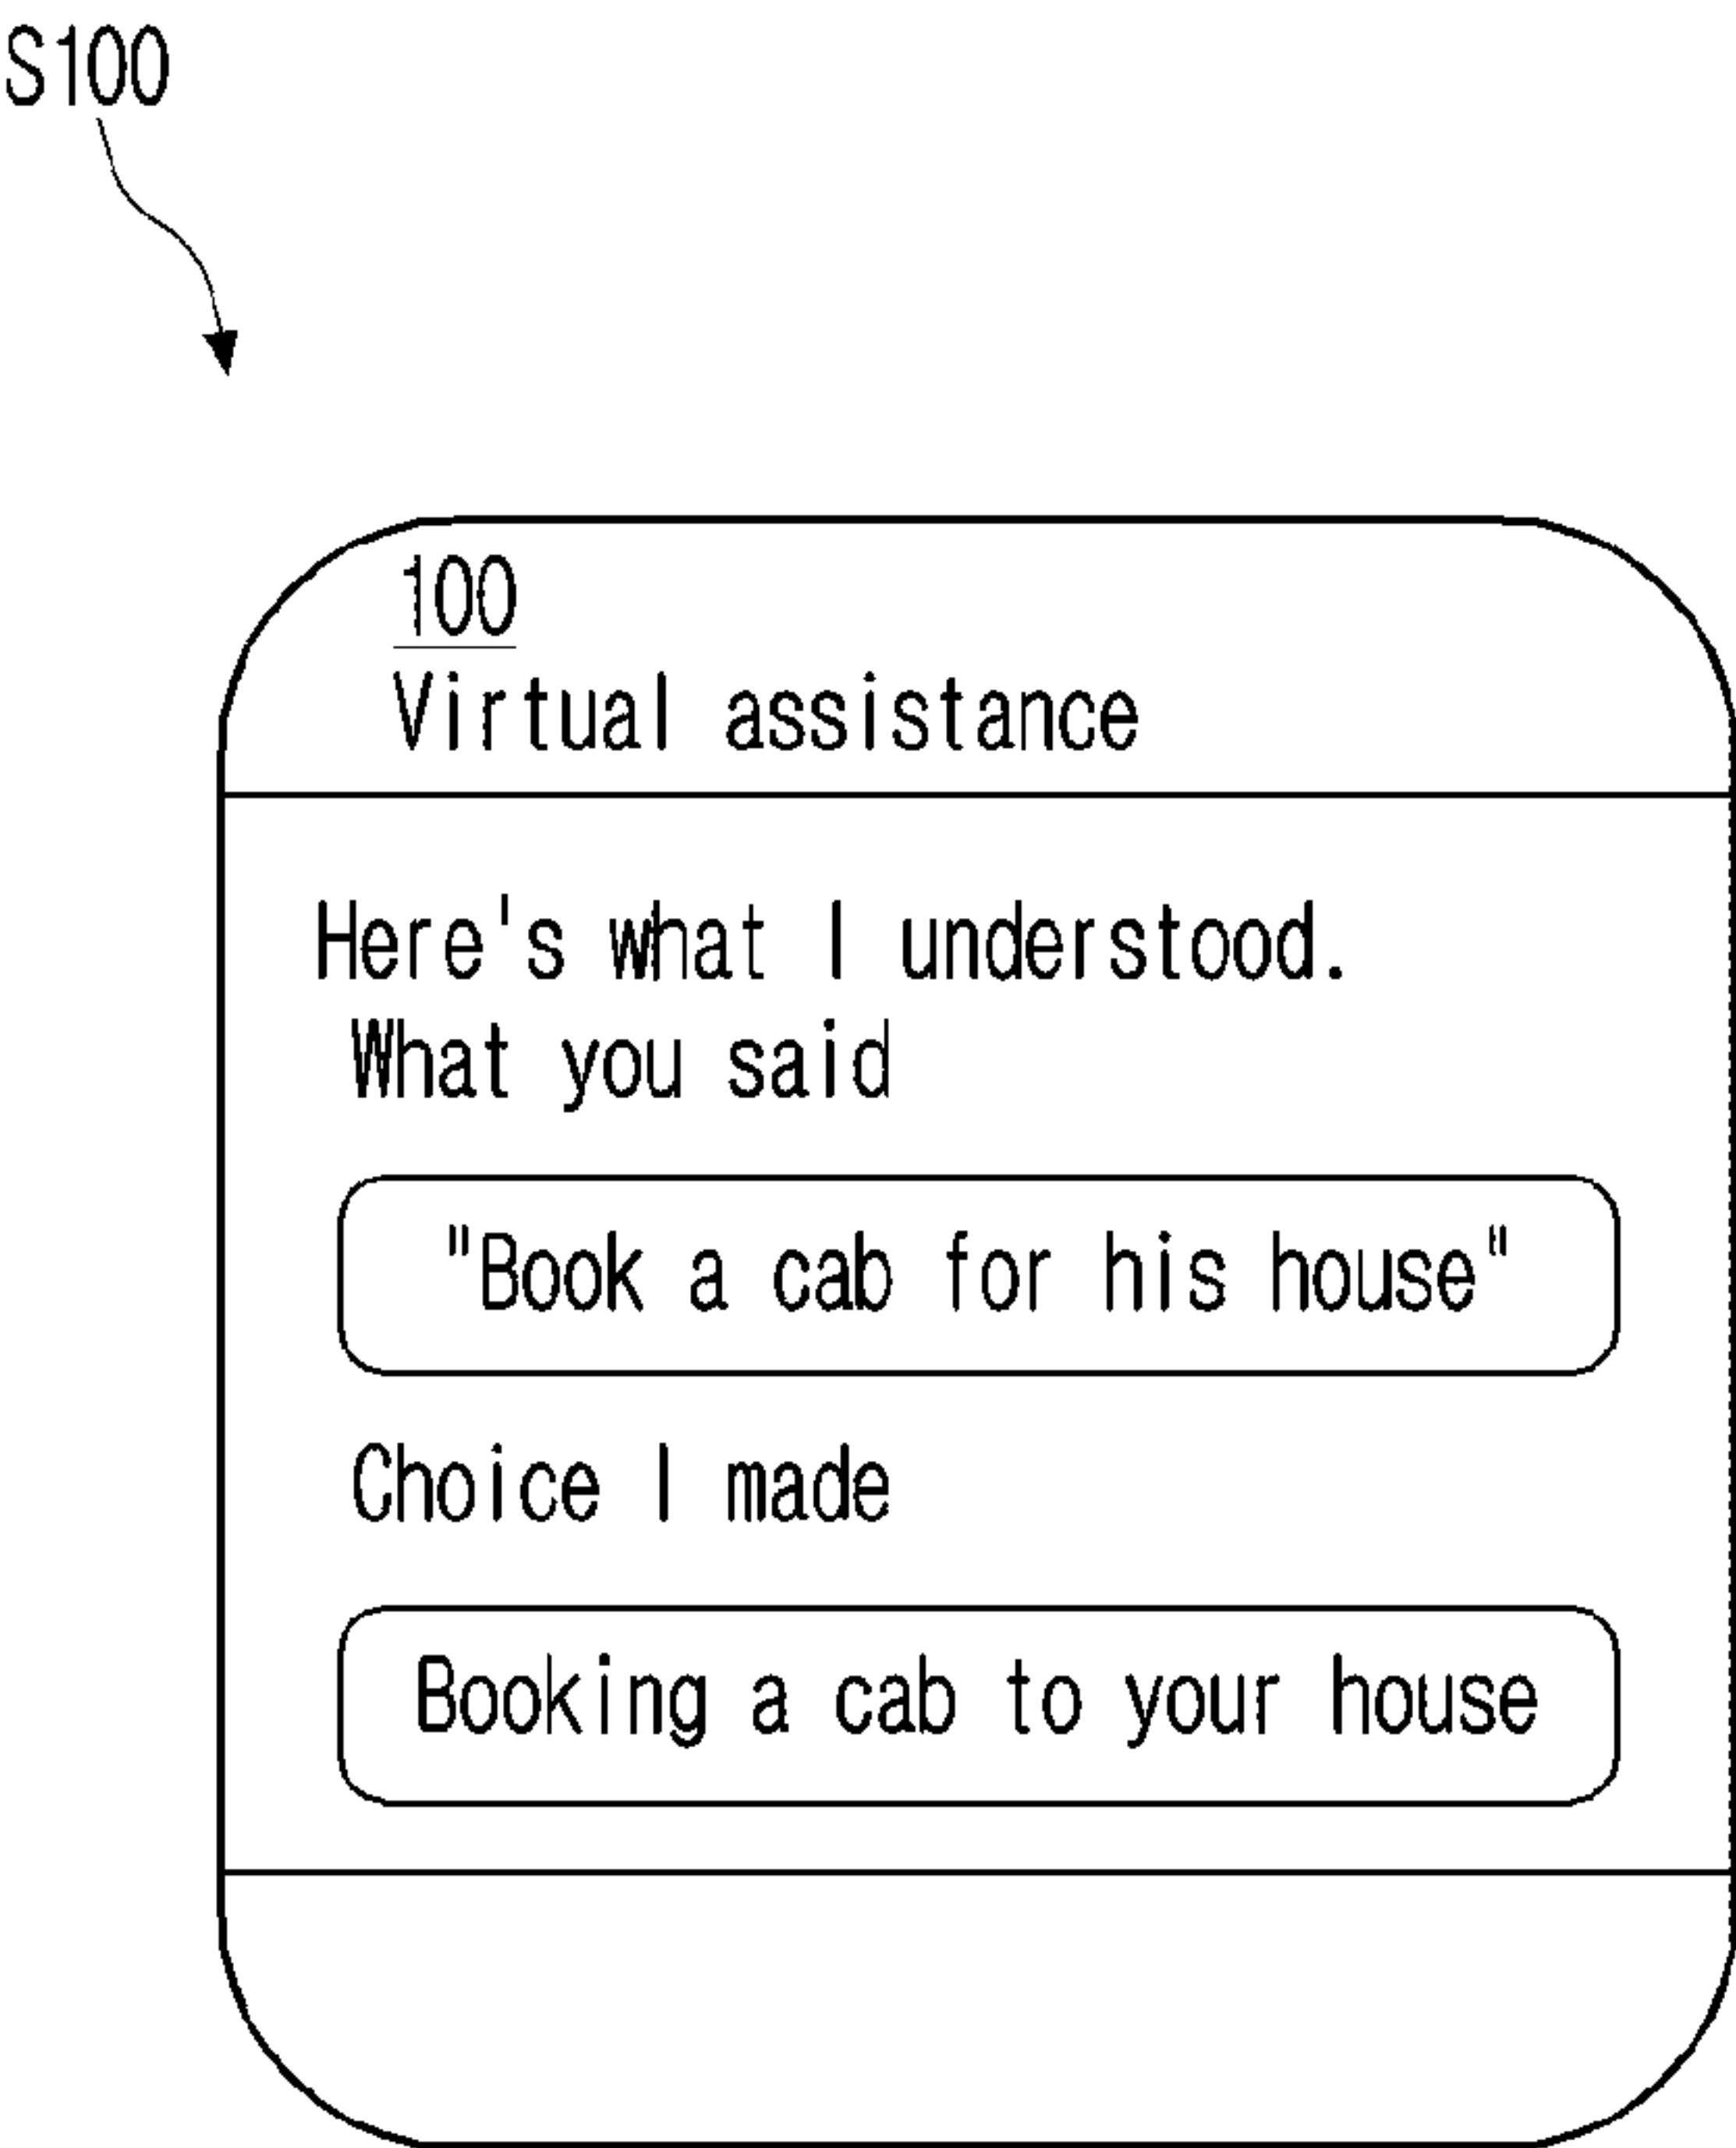 S100
100
Virtual assistance
Here's what I understood.
What you said
"Book a cab for his house"
Choice I made
Booking a cab to your house